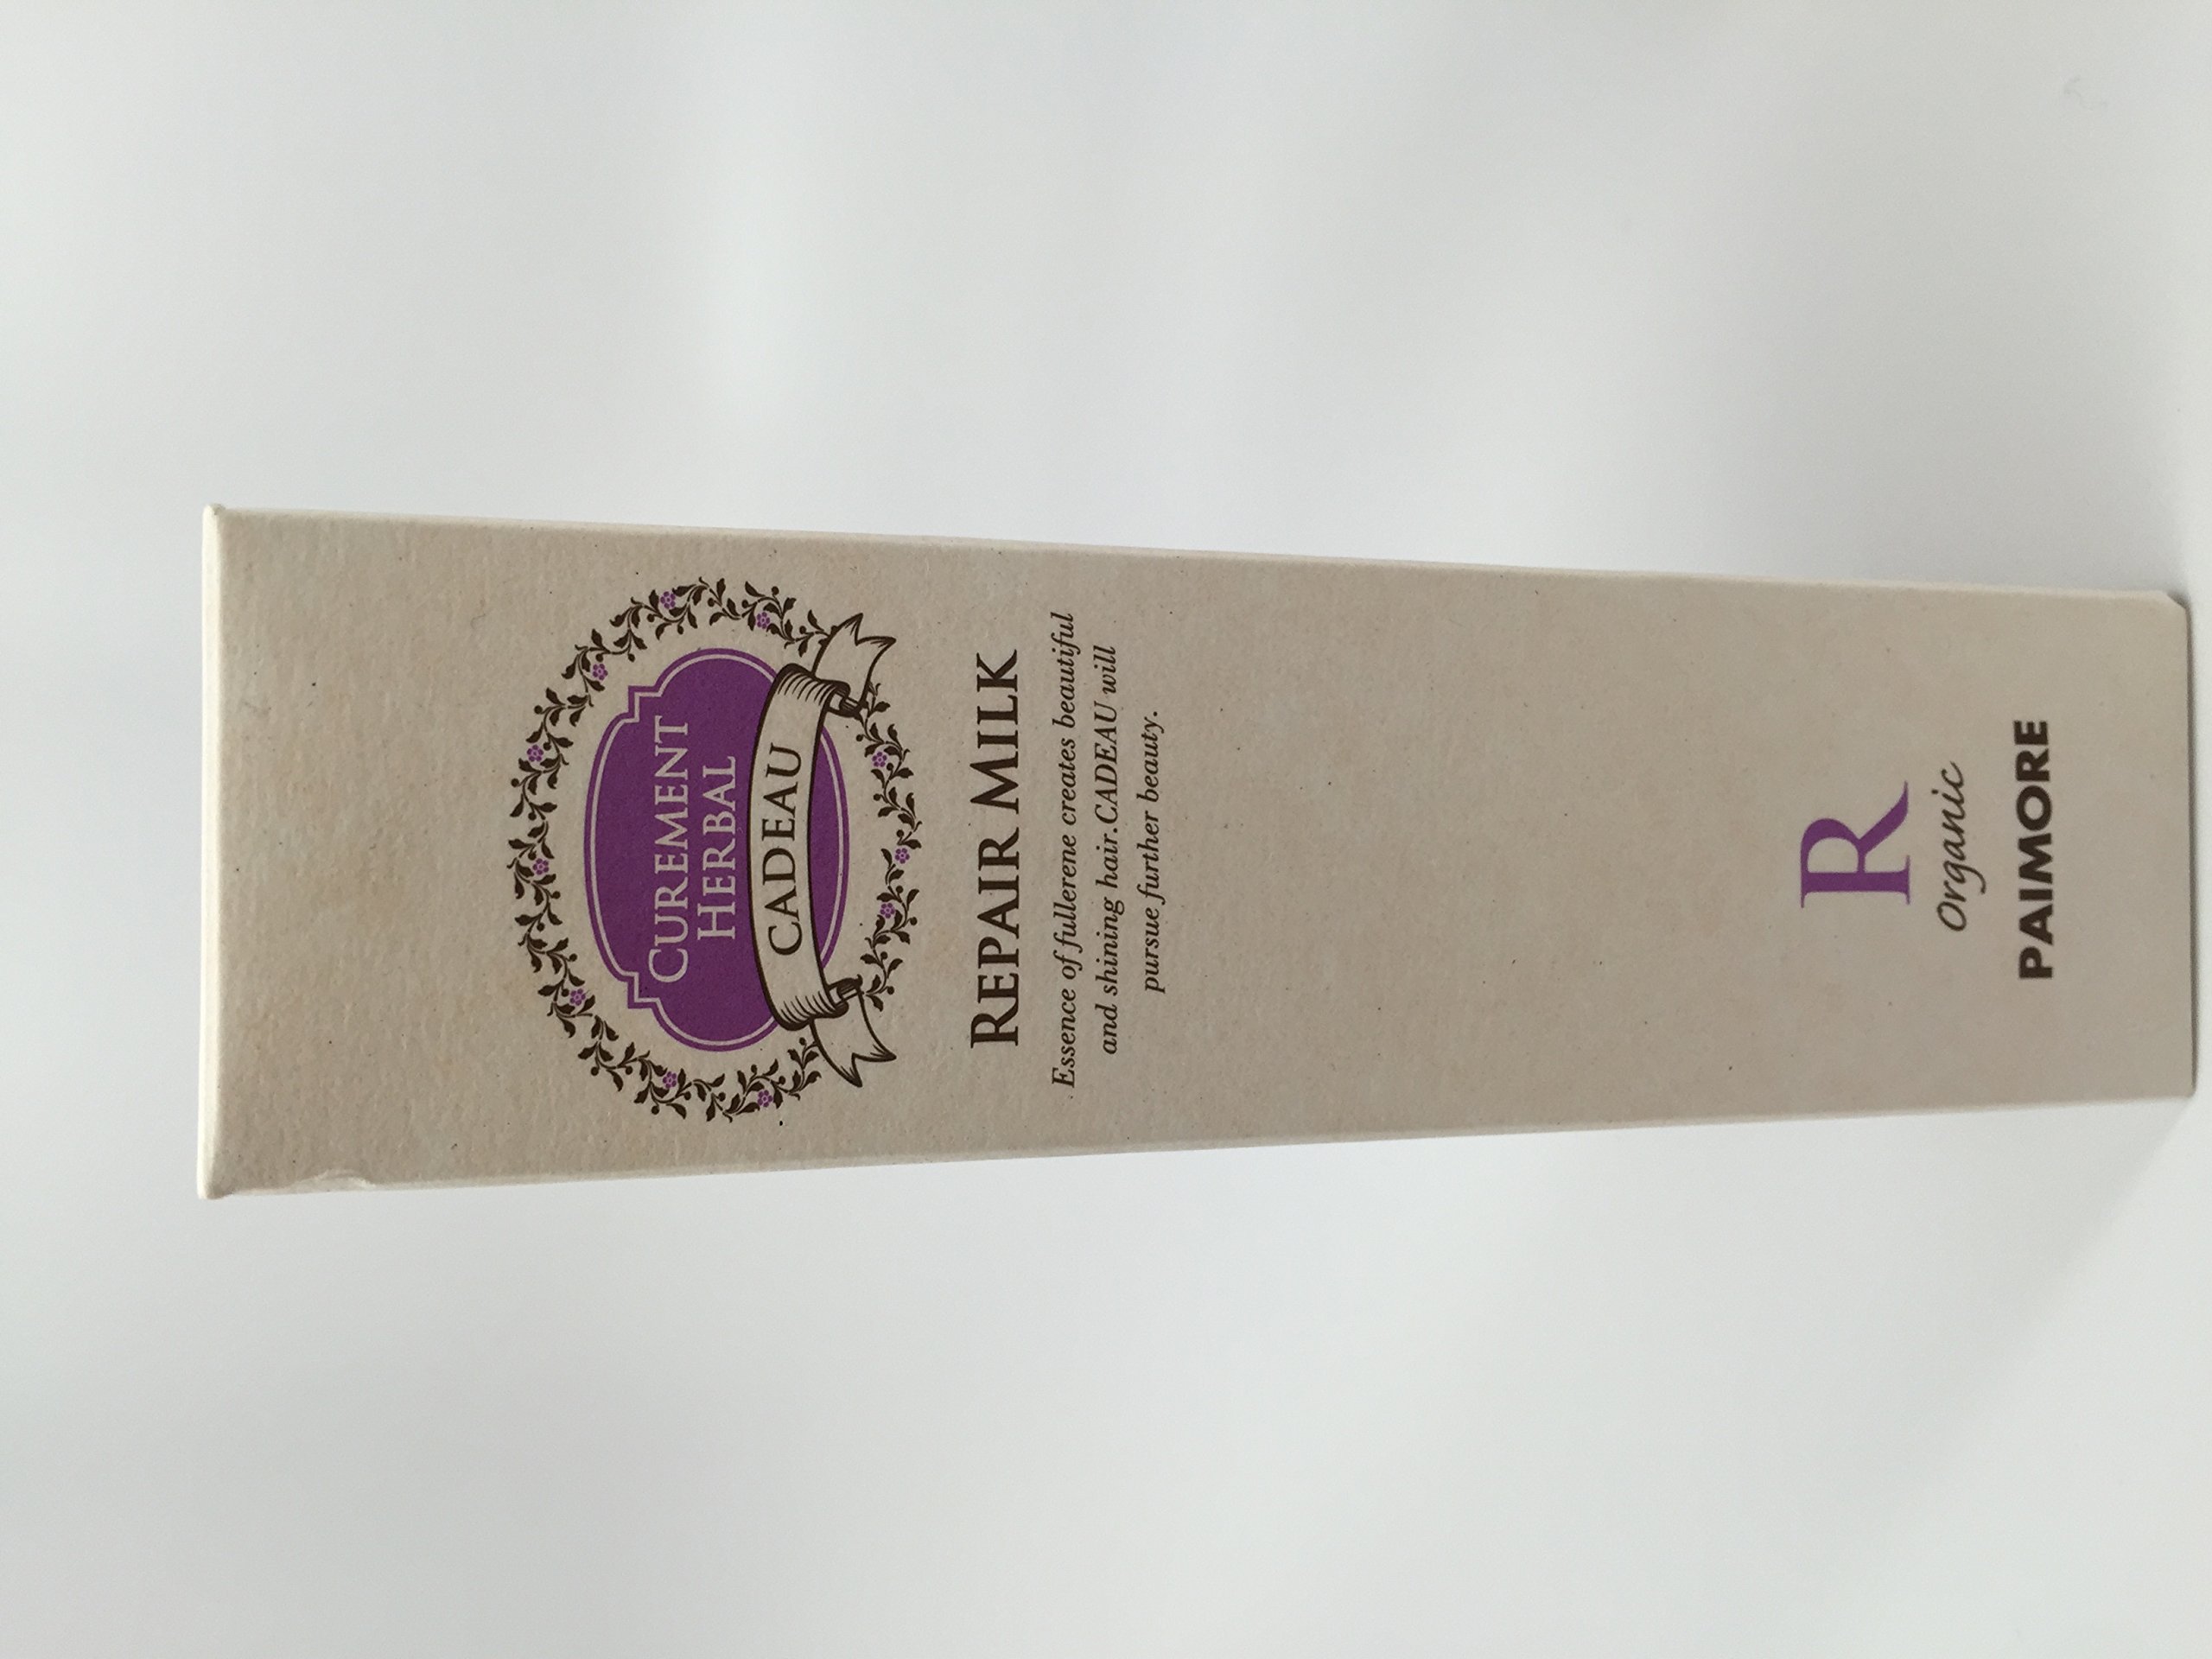 CUREMENT
HERBAL
CADEAU
REPAIR MILK
Essence of fullerene creates beautiful
and shining hair.CADEAU will
pursue further beauty.
R
Organic
PAIMORE